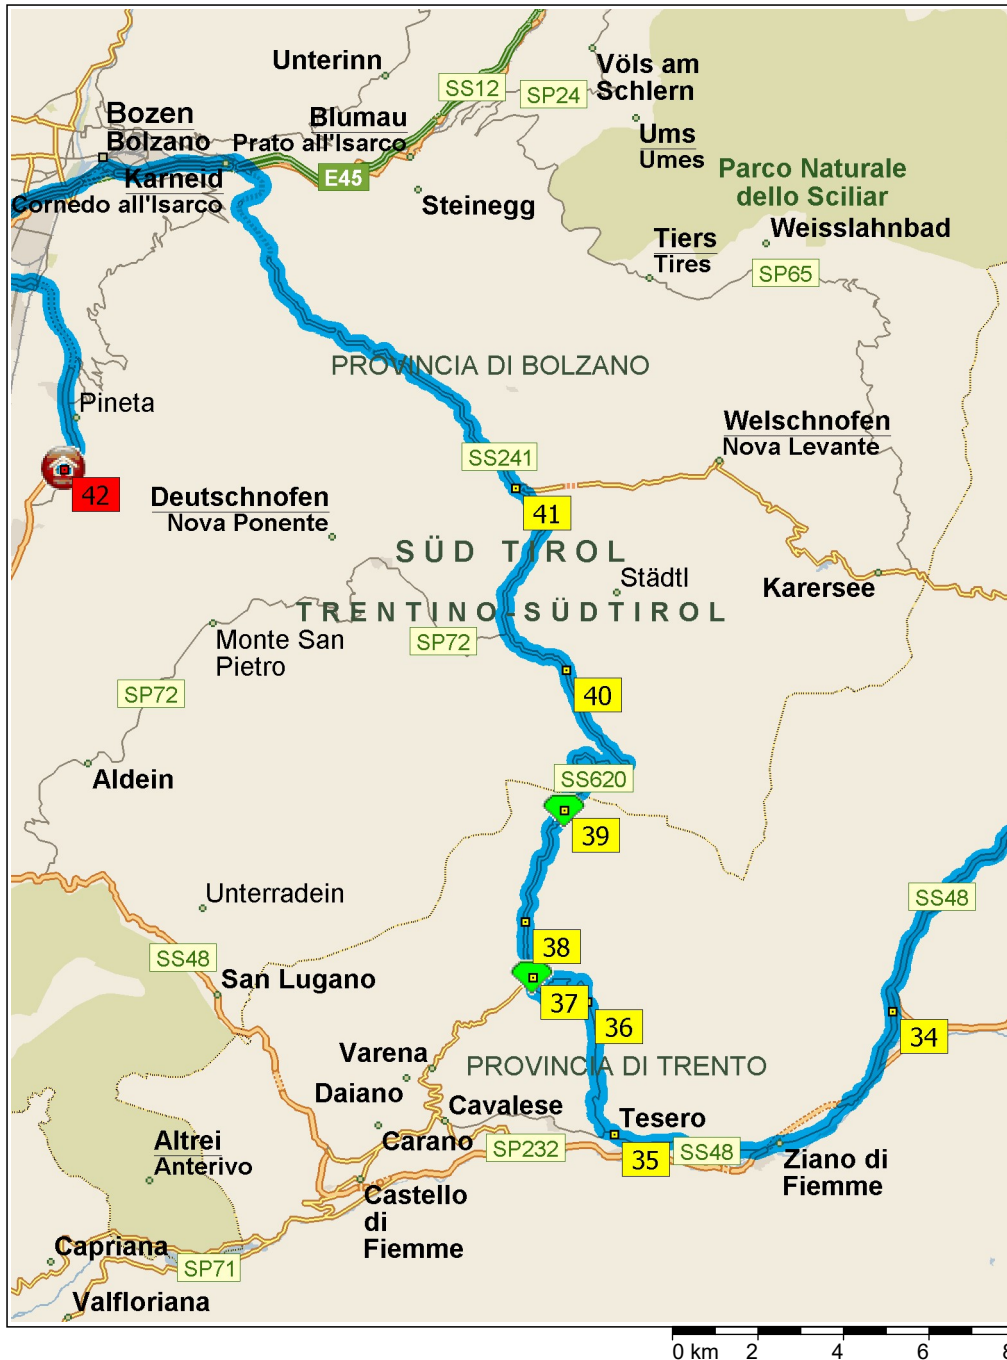 Unterinn
Völs am
Schlern
SS12
SP24
Bozen
Bolzano
Blumau
Prato all'Isarco
Ums
Umes
Karneid
Cornedo all'Isarco
E45
Parco Naturale
dello Sciliar
Steinegg
Tiers
Tires
Weisslahnbad
SP65
PROVINCIA DI BOLZANO
Pineta
Welschnofen
Nova Levante
SS241
42
41
Deutschnofen
Nova Ponente
SÜD TIROL
Städtl
Karersee
TRENTINO-SÜDTIROL
Monte San
Pietro
SP72
SP72
40
Aldein
SS620
39
Unterradein
SS48
38
SS48
San Lugano
37
36
34
Varena
PROVINCIA DI TRENTO
Daiano
Cavalese
Tesero
Altrei
Anterivo
Carano
SP232
35
SS48
Ziano di
Fiemme
Castello
di
Fiemme
Capriana
SP71
Valfloriana
0 km 2 4 6 8